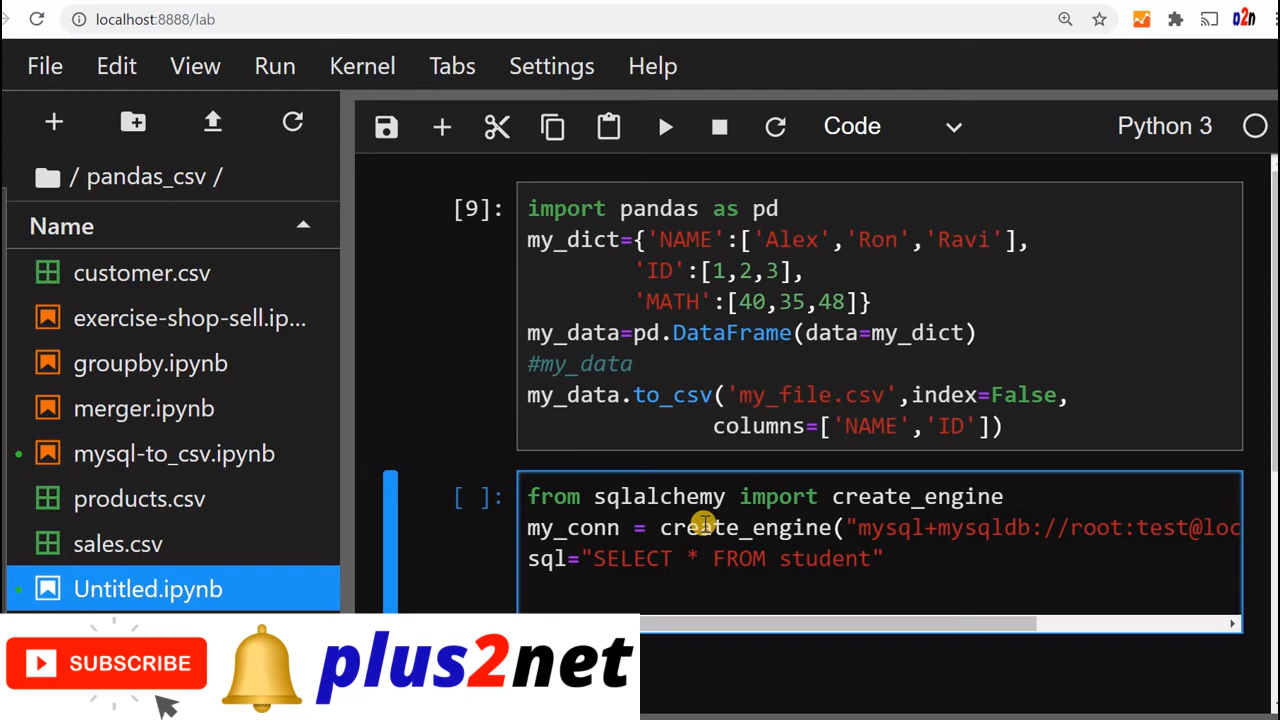 localhost:8888/lab
D2n
File Edit View Run Kernel Tabs Settings Help
Code Python 3
/ pandas_csv /
Name
customer.csv
exercise-shop-sell.ip...
groupby.ipynb
merger.ipynb
mysql-to_csv.ipynb
products.csv
sales.csv
Untitled.ipynb
[9]:
import pandas as pd
my_dict={'NAME':['Alex','Ron','Ravi'],
'ID':[1,2,3],
'MATH':[40,35,48]}
my_data=pd.DataFrame(data=my_dict)
#my_data
my_data.to_csv('my_file.csv',index=False,
columns=['NAME','ID'])
[ ]:
from sqlalchemy import create_engine
my_conn = create_engine("mysql+mysqldb://root:test@loc
sql="SELECT * FROM student"
SUBSCRIBE
plus2net